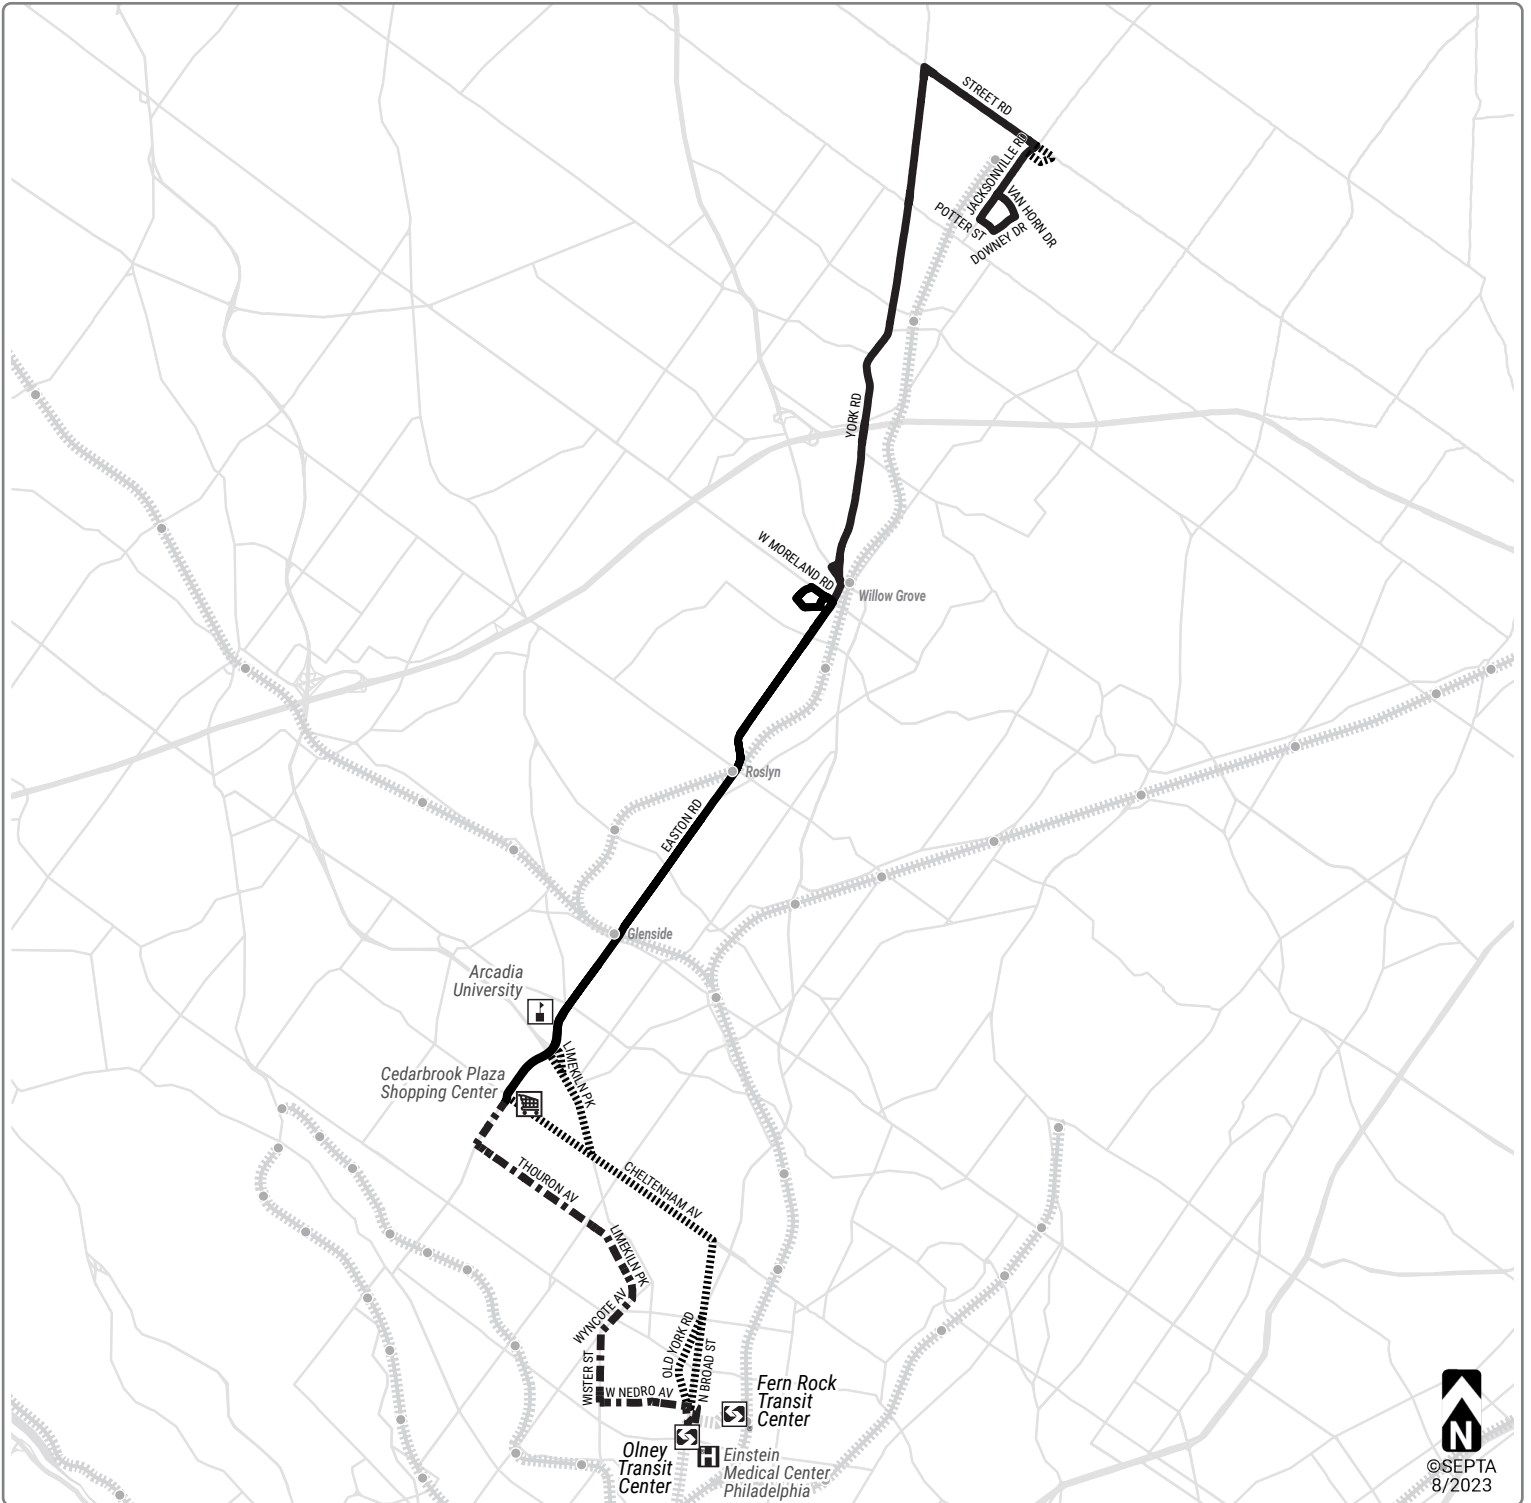 STREET RD
JACKSONVILLE RD
VAN HORN DR
POTTER ST
DOWNEY DR
YORK RD
W MORELAND RD
Willow Grove
Roslyn
EASTON RD
Glenside
Arcadia
University
LIMEKILN PK
Cedarbrook Plaza
Shopping Center
CHELTENHAM AV
THOURON AV
LIMEKILN PK
WYNCOTE AV
OLD YORK RD
N BROAD ST
WISTER ST
W NEDRO AV
Fern Rock
Transit
Center
Olney
Transit
Center
H
Einstein
Medical Center
Philadelphia
N
©SEPTA
8/2023